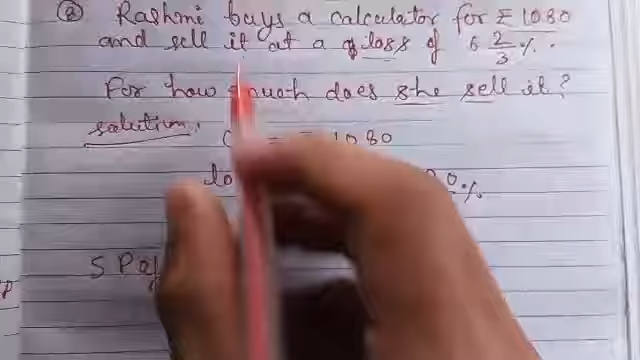 Rashmi buys a calculator for ₹ 1080
and sell it at a loss of 6 2/3 %.
For how much does she sell it?
solution.
1080
%
S P of